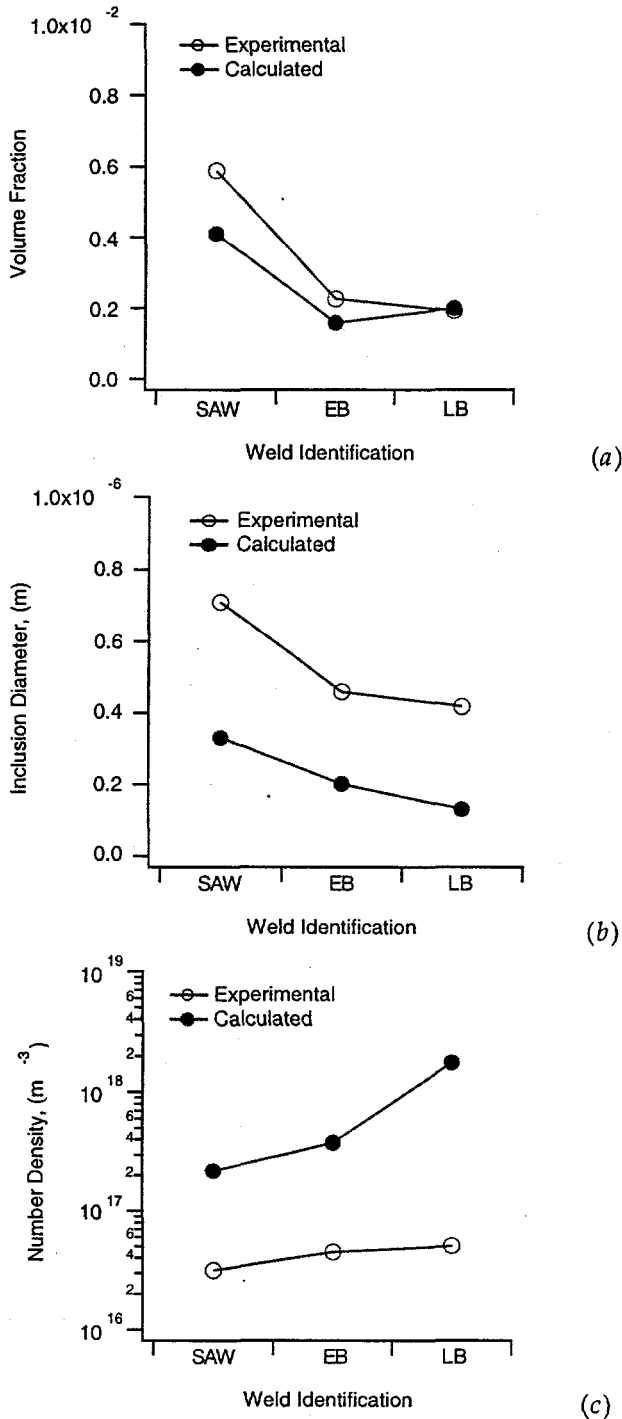 1.0x10 -2
Experimental
Calculated
0.8
0.6
0.4
0.2
0.0
Volume Fraction
SAW EB LB
Weld Identification
(a)
1.0x10 -6
Experimental
Calculated
0.8
0.6
0.4
0.2
0.0
Inclusion Diameter, (m)
SAW EB LB
Weld Identification
(b)
10 19
Experimental
Calculated
6
4
2
10 18
6
4
2
10 17
6
4
2
10 16
Number Density, (m -3)
SAW EB LB
Weld Identification
(c)